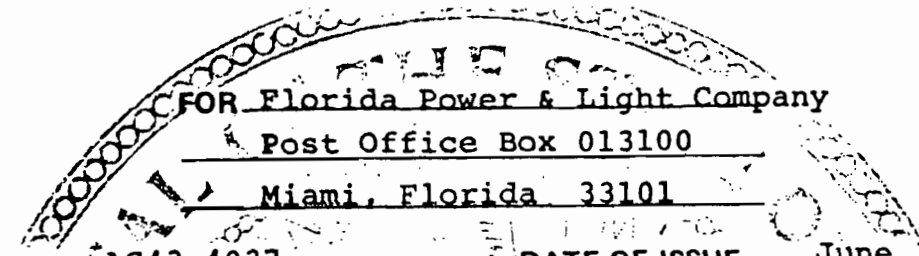 FOR Florida Power & Light Company
Post Office Box 013100
Miami, Florida 33101
DATE OF ISSUE June